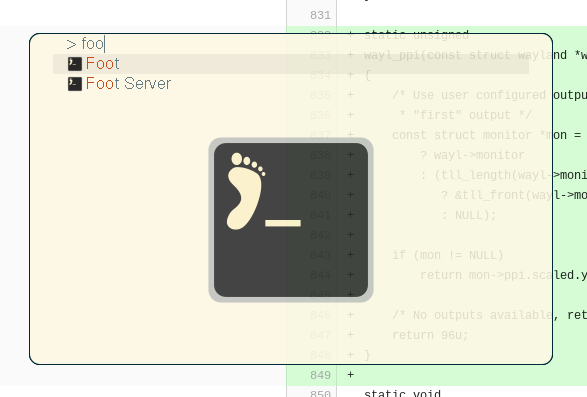 831
832 + static unsigned
> foo
833 + wayl_ppi(const struct wayland *w
Foot
834 + {
Foot Server
835 + /* Use user configured outpu
836 + * "first" output */
837 + const struct monitor *mon =
838 + ? wayl->monitor
839 + : (tll_length(wayl->moni
840 + ? &tll_front(wayl->mo
841 + : NULL);
842 +
843 + if (mon != NULL)
844 + return mon->ppi.scaled.y
845 +
846 + /* No outputs available, ret
847 + return 96u;
848 + }
849 +
850 static void